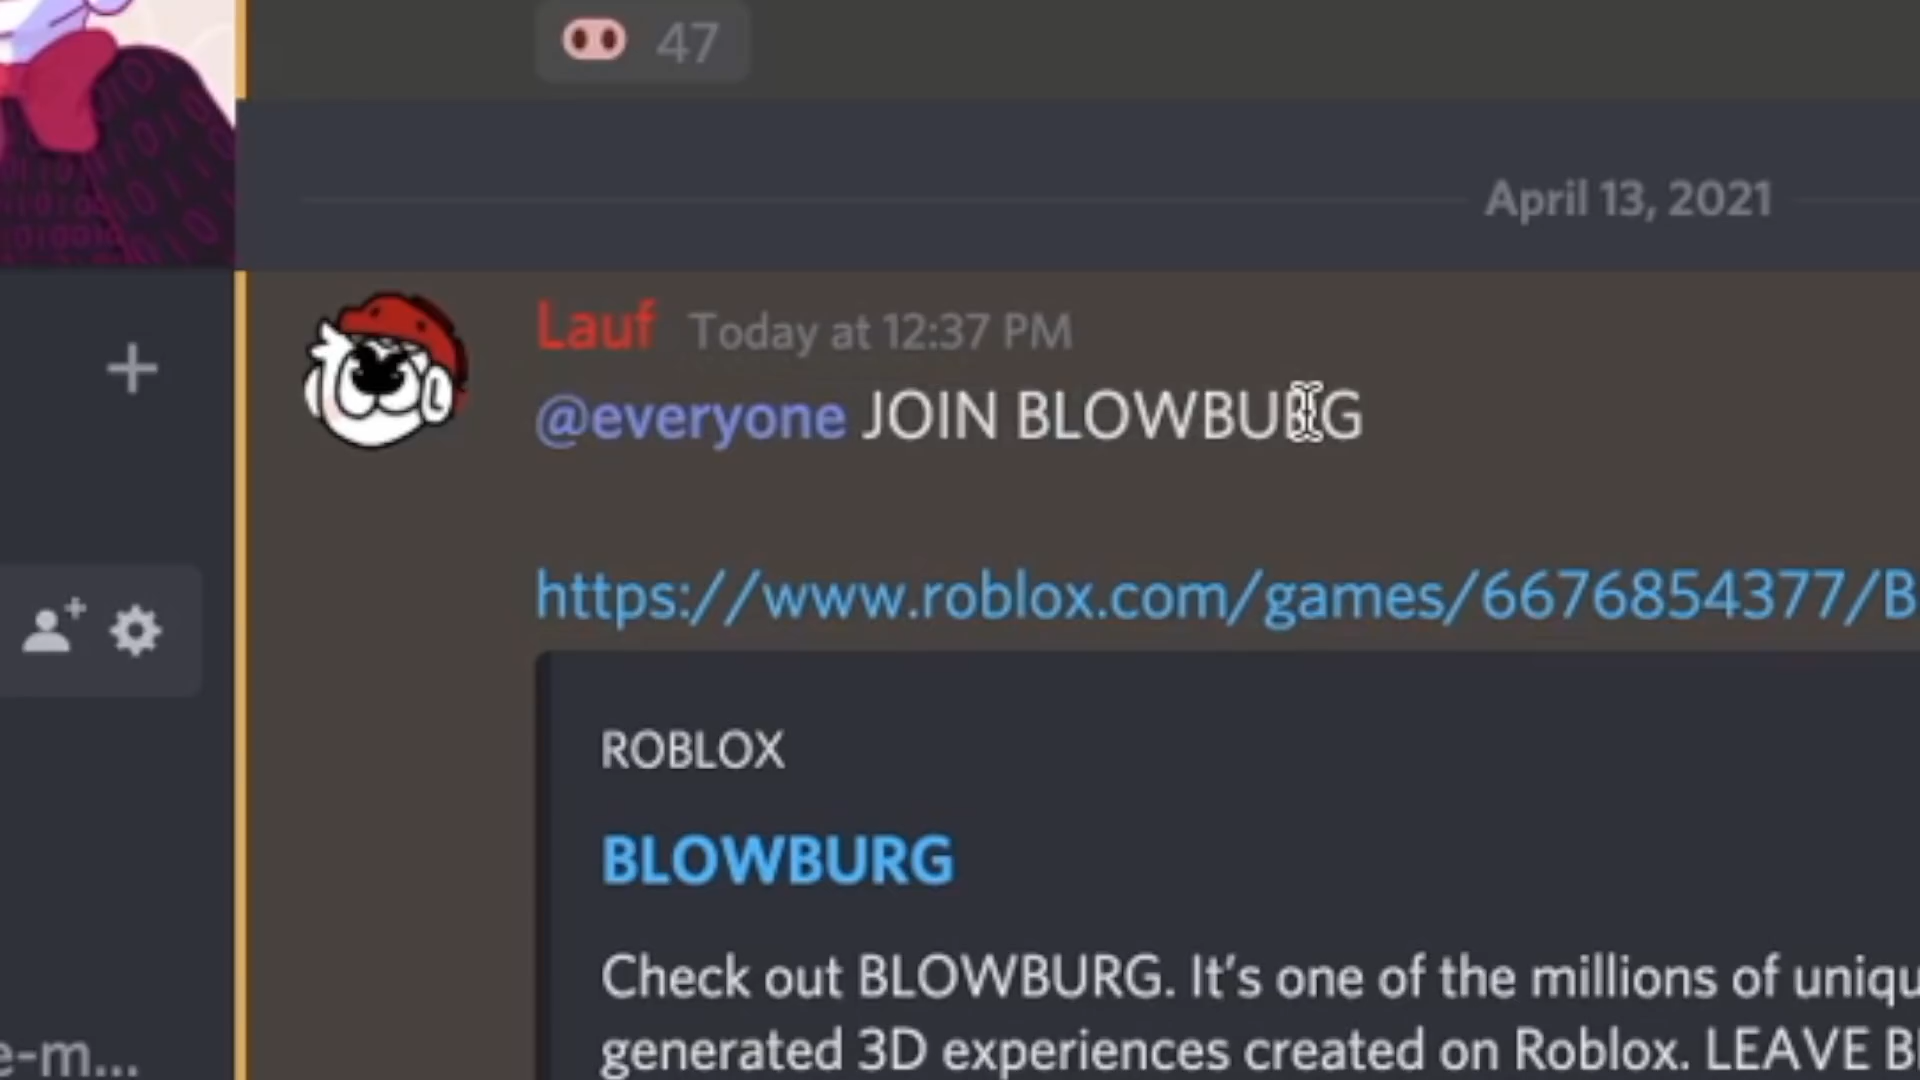 47
April 13, 2021
Lauf Today at 12:37 PM
@everyone JOIN BLOWBURG
https://www.roblox.com/games/6676854377/B
ROBLOX
BLOWBURG
Check out BLOWBURG. It's one of the millions of uniqu
generated 3D experiences created on Roblox. LEAVE B
e-m...